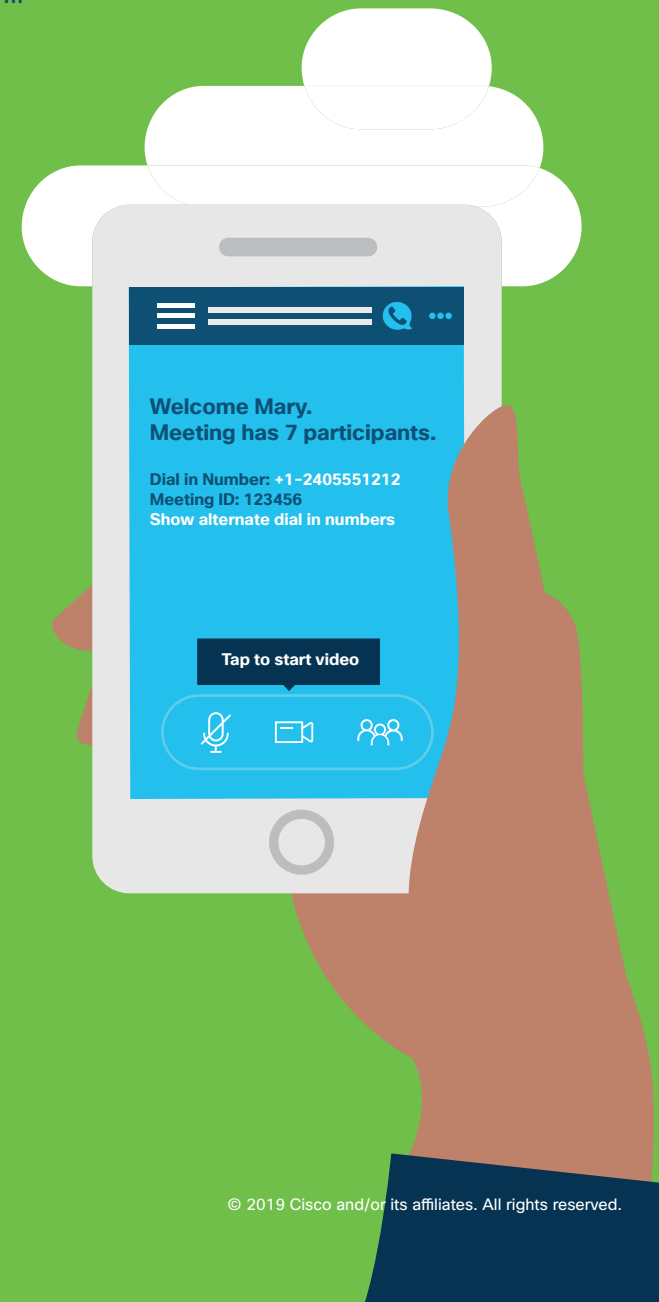 Welcome Mary.
Meeting has 7 participants.
Dial in Number: +1-2405551212
Meeting ID: 123456
Show alternate dial in numbers
Tap to start video
© 2019 Cisco and/or its affiliates. All rights reserved.